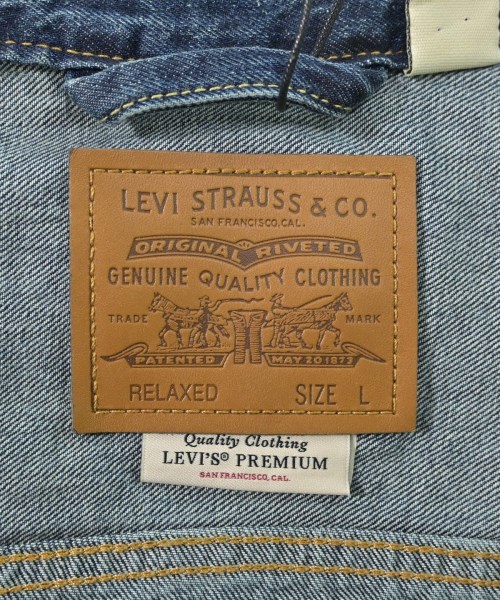 LEVI STRAUSS & CO.
SAN FRANCISCO, CAL.
ORIGINAL RIVETED
GENUINE QUALITY CLOTHING
TRADE MARK
PATENTED MAY 20 1873
RELAXED SIZE L
Quality Clothing
LEVI'S® PREMIUM
SAN FRANCISCO, CAL.